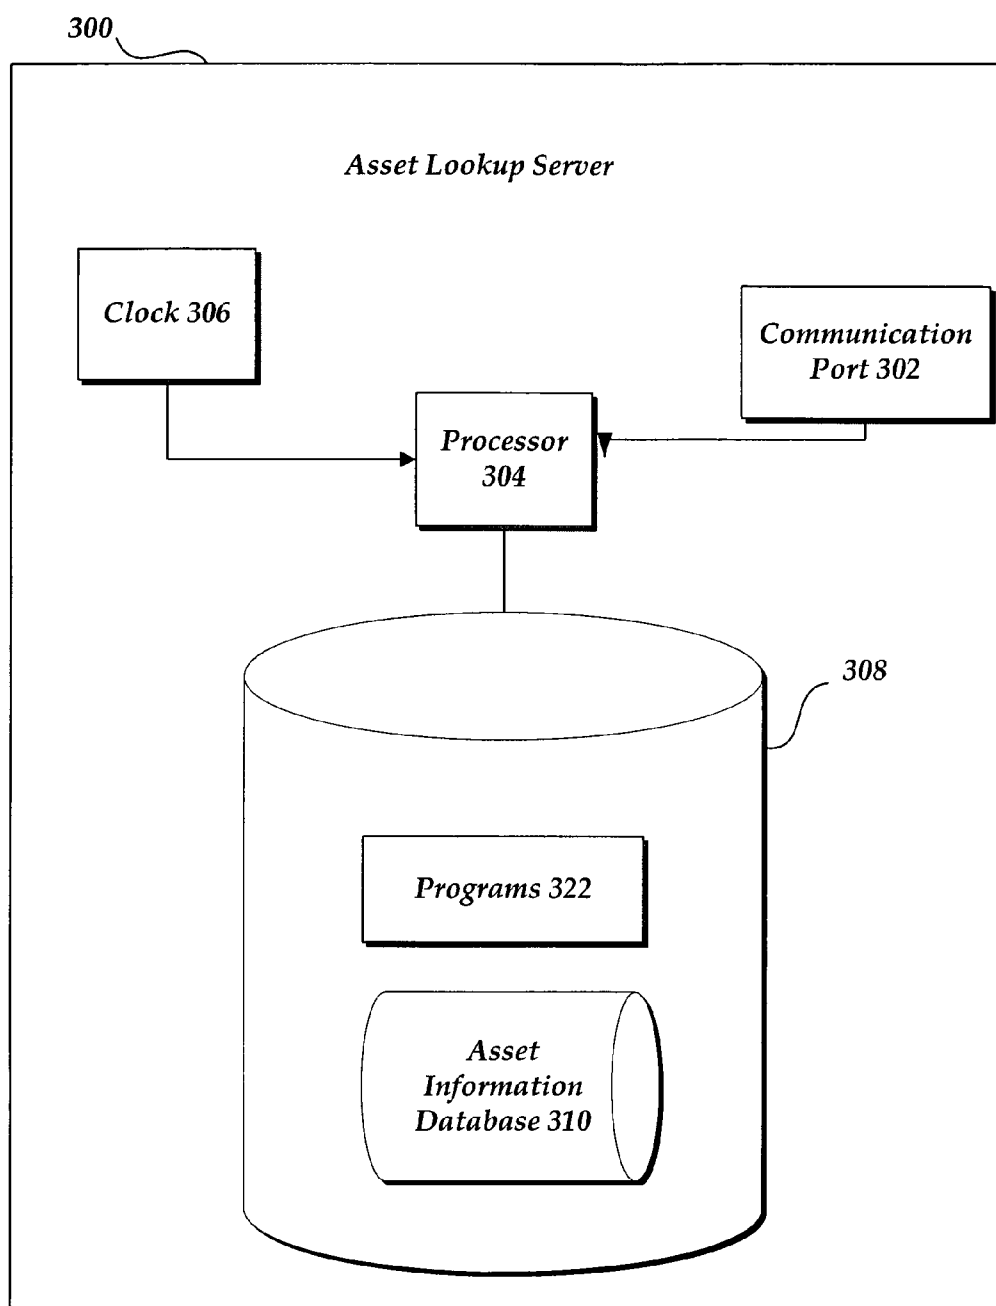 300
Asset Lookup Server
Clock 306
Communication
Port 302
Processor
304
308
Programs 322
Asset
Information
Database 310